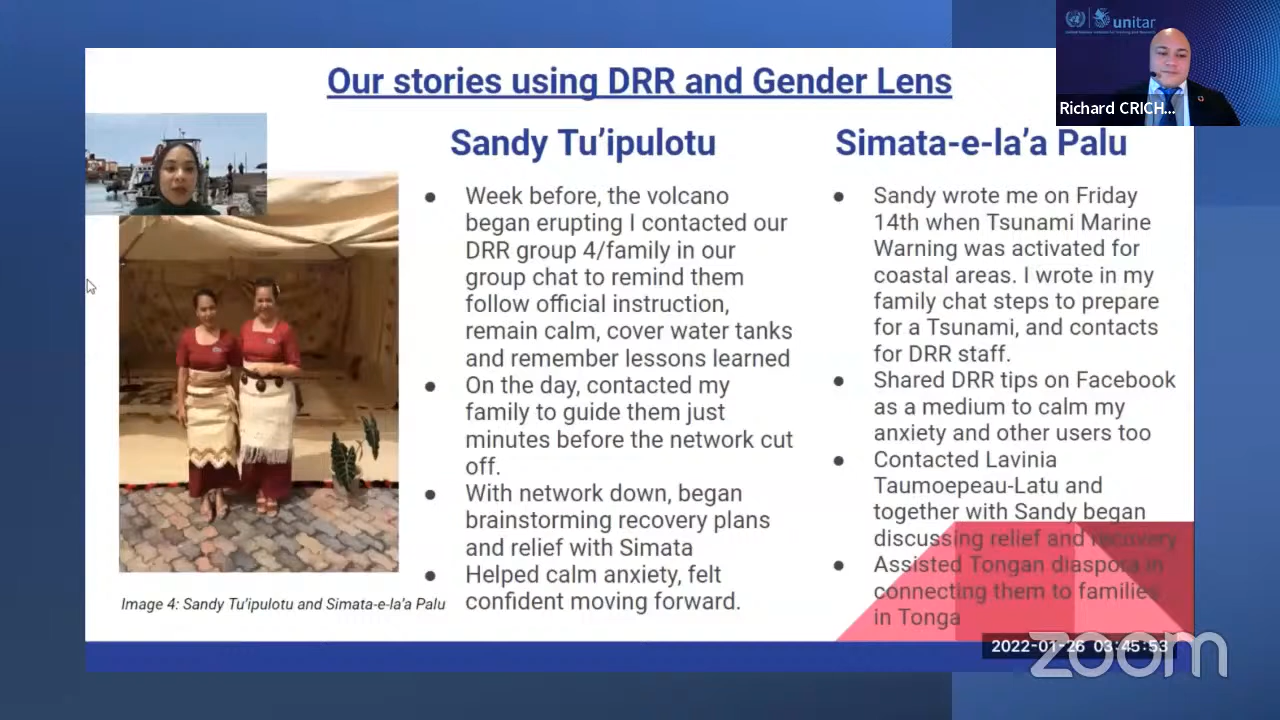 unitar
Richard CRICH...
Our stories using DRR and Gender Lens
Sandy Tu’ipulotu
Week before, the volcano
began erupting I contacted our
DRR group 4/family in our
group chat to remind them
follow official instruction,
remain calm, cover water tanks
and remember lessons learned
On the day, contacted my
family to guide them just
minutes before the network cut
off.
With network down, began
brainstorming recovery plans
and relief with Simata
Helped calm anxiety, felt
confident moving forward.
Simata-e-la’a Palu
Sandy wrote me on Friday
14th when Tsunami Marine
Warning was activated for
coastal areas. I wrote in my
family chat steps to prepare
for a Tsunami, and contacts
for DRR staff.
Shared DRR tips on Facebook
as a medium to calm my
anxiety and other users too
Contacted Lavinia
Taumoepeau-Latu and
together with Sandy began
discussing relief and recovery
Assisted Tongan diaspora in
connecting them to families
in Tonga
Image 4: Sandy Tu’ipulotu and Simata-e-la’a Palu
2022-01-26 03:45:53
zoom